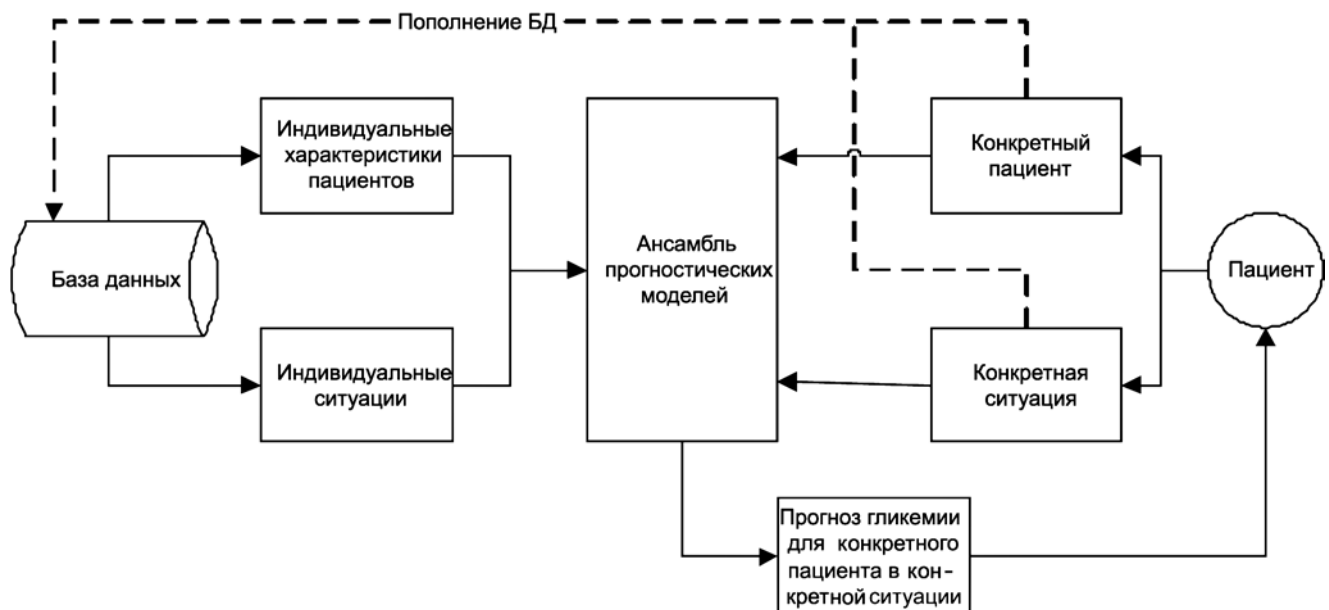 Пополнение БД
Индивидуальные
характеристики
пациентов
Конкретный
пациент
База данных
Ансамбль
прогностических
моделей
Пациент
Индивидуальные
ситуации
Конкретная
ситуация
Прогноз гликемии
для конкретного
пациента в кон-
кретной ситуации